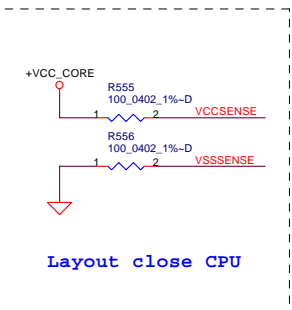 +VCC_CORE
R555
100_0402_1%~D
1 2 VCCSENSE
R556
100_0402_1%~D
1 2 VSSSENSE
Layout close CPU